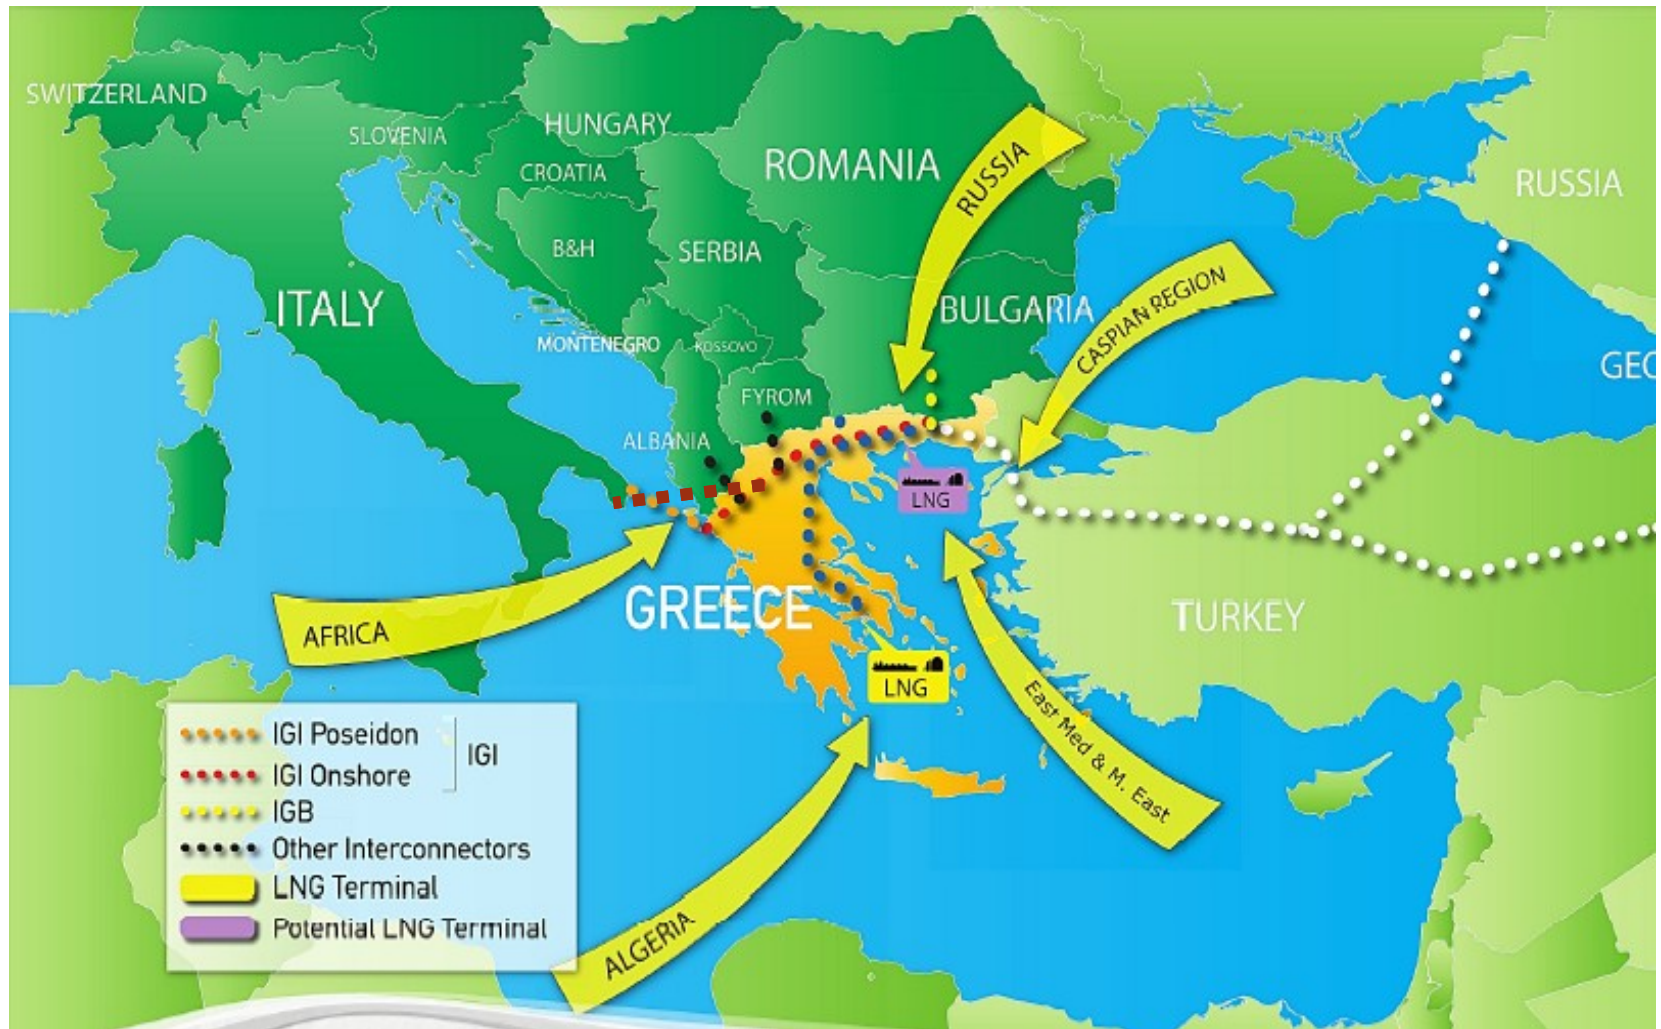 SWITZERLAND
SLOVENIA
HUNGARY
CROATIA
ROMANIA
RUSSIA
RUSSIA
B&H
SERBIA
ITALY
BULGARIA
CASPIAN REGION
MONTENEGRO
KOSSOVO
GEO
FYROM
ALBANIA
LNG
GREECE
TURKEY
AFRICA
LNG
East Med & M. East
ALGERIA
IGI Poseidon
IGI
IGI Onshore
IGB
Other Interconnectors
LNG Terminal
Potential LNG Terminal